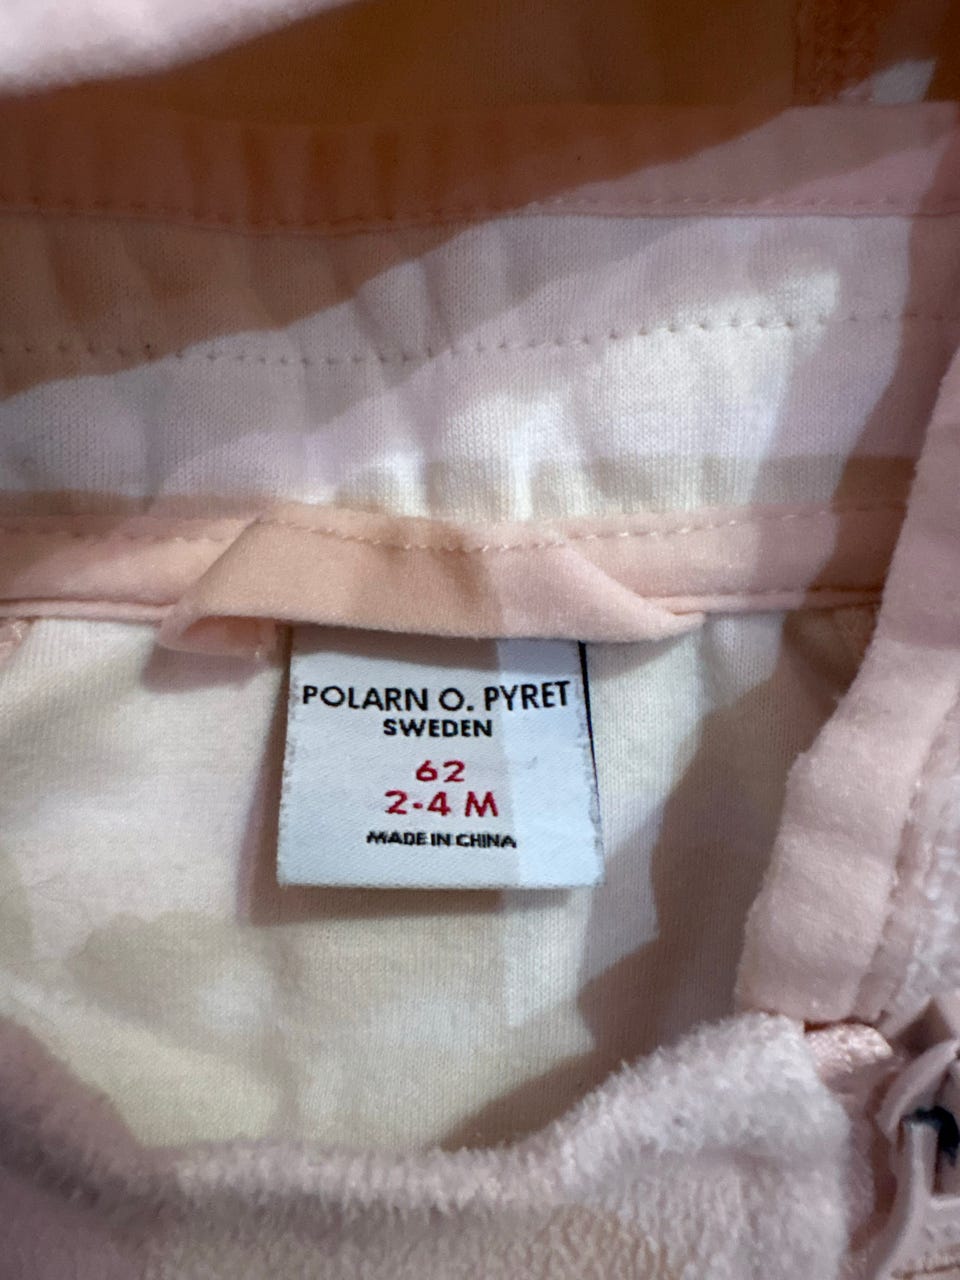 POLARN O. PYRET
SWEDEN
62
2-4 M
MADE IN CHINA